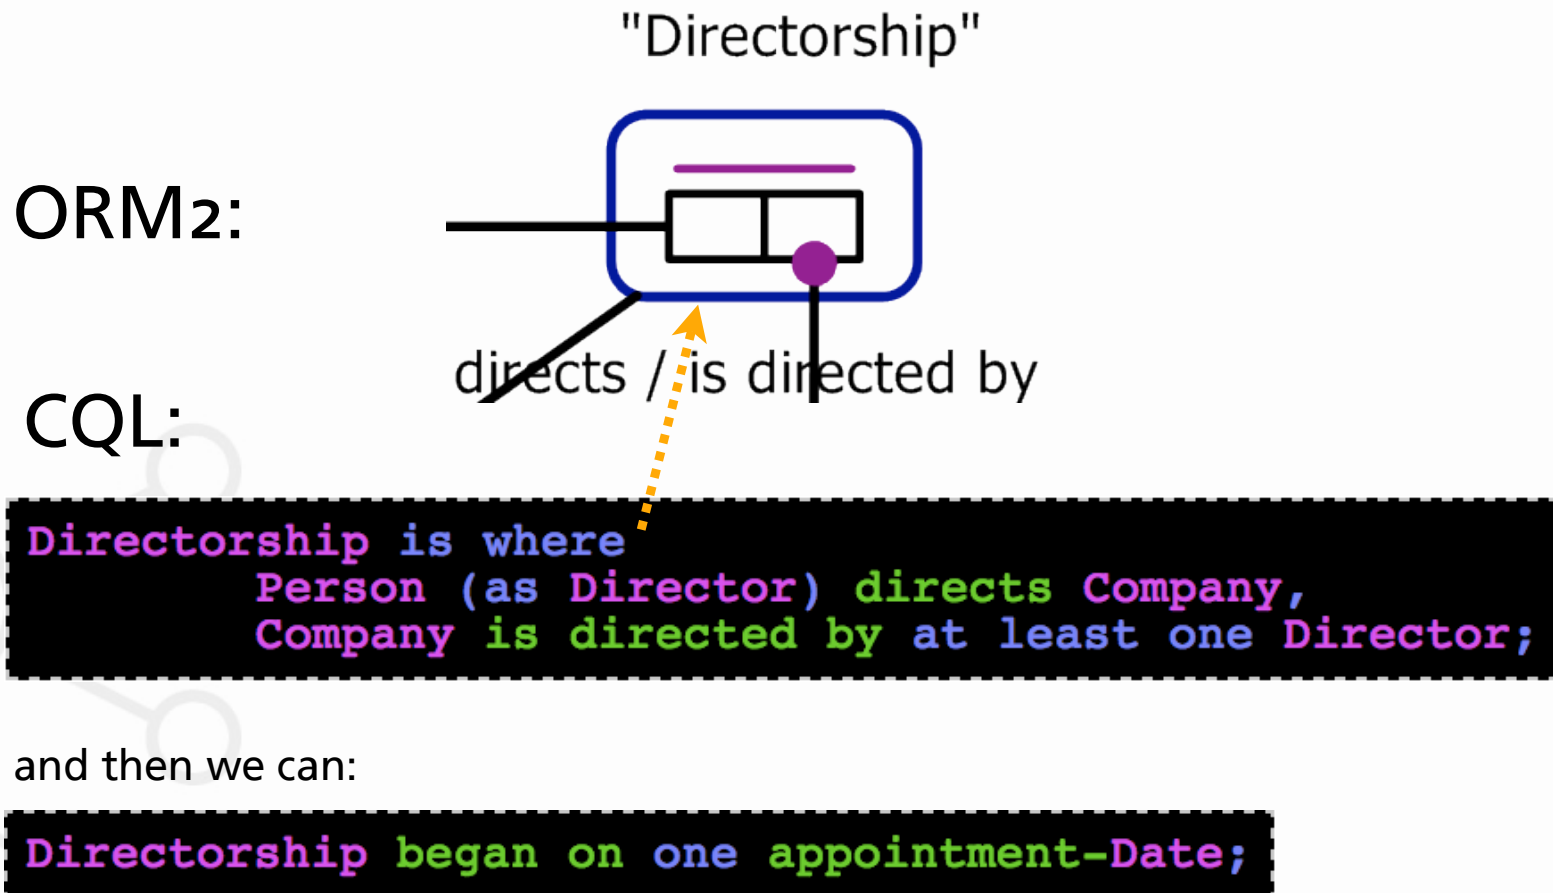 "Directorship"
ORM2:
directs / is directed by
CQL:
Directorship is where
Person (as Director) directs Company,
Company is directed by at least one Director;
and then we can:
Directorship began on one appointment-Date;